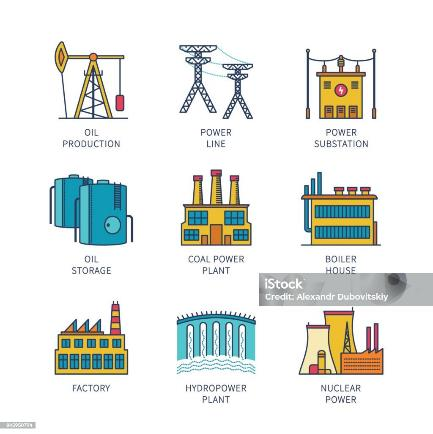 OIL
PRODUCTION
POWER
LINE
POWER
SUBSTATION
OIL
STORAGE
COAL POWER
PLANT
BOILER
HOUSE
iStock
Credit: Alexandr Dubovitskiy
FACTORY
HYDROPOWER
PLANT
NUCLEAR
POWER